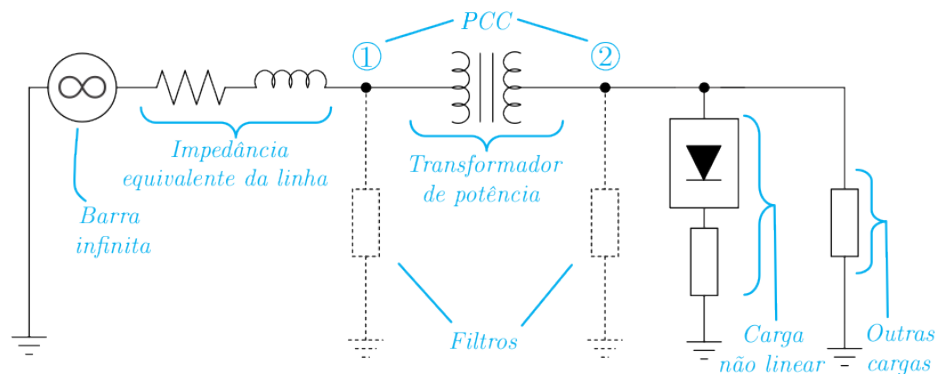 PCC
①
②
∞
Impedância
equivalente da linha
Transformador
de potência
Barra
infinita
Filtros
Carga
não linear
Outras
cargas